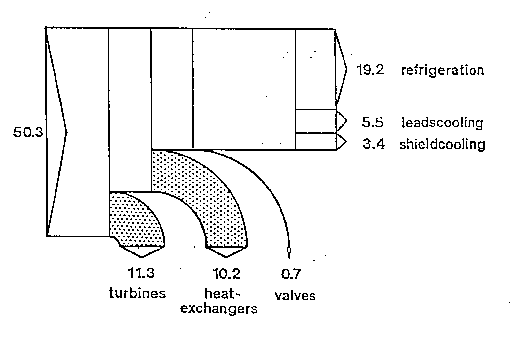 19.2 refrigeration
5.5 leadscooling
50.3
3.4 shieldcooling
11.3 10.2 0.7
turbines heat- valves
exchangers